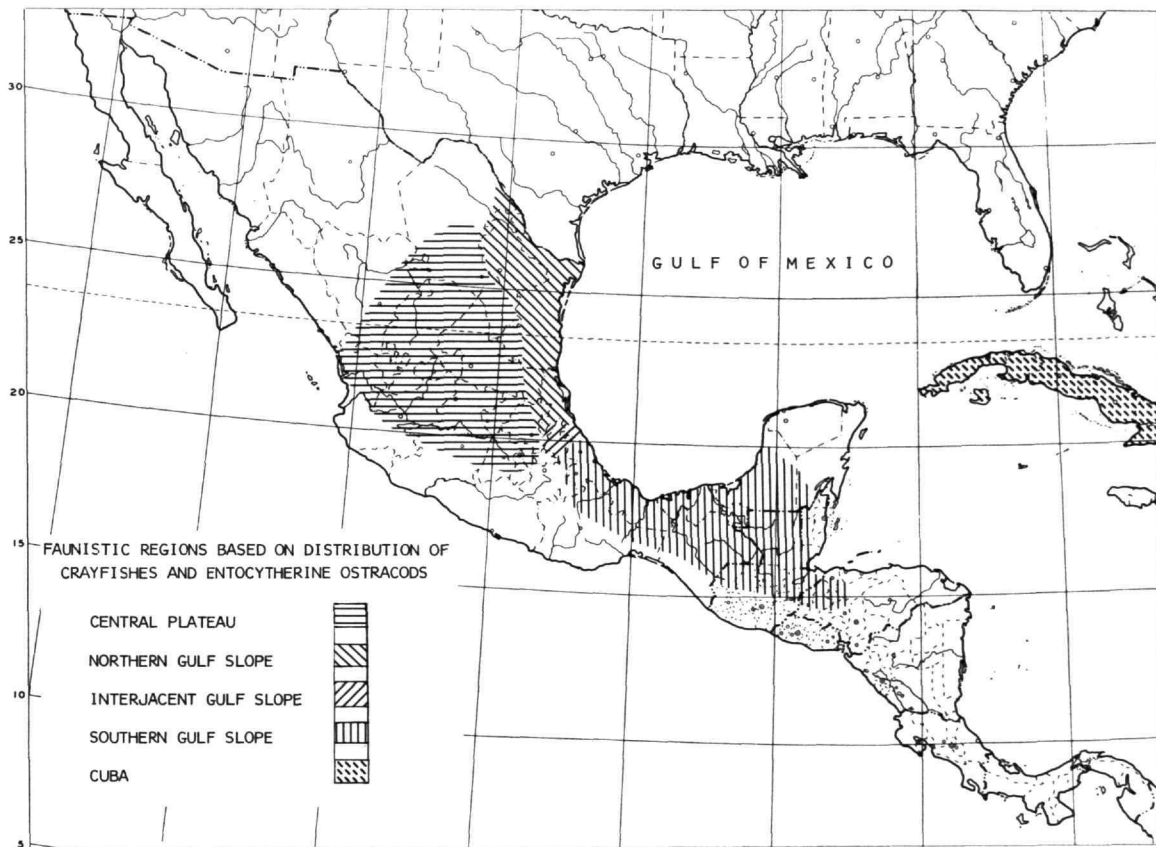 30
25
GULF OF MEXICO
20
15
FAUNISTIC REGIONS BASED ON DISTRIBUTION OF
CRAYFISHES AND ENTOCYTHERINE OSTRACODS
CENTRAL PLATEAU
NORTHERN GULF SLOPE
INTERJACENT GULF SLOPE
10
SOUTHERN GULF SLOPE
CUBA
5